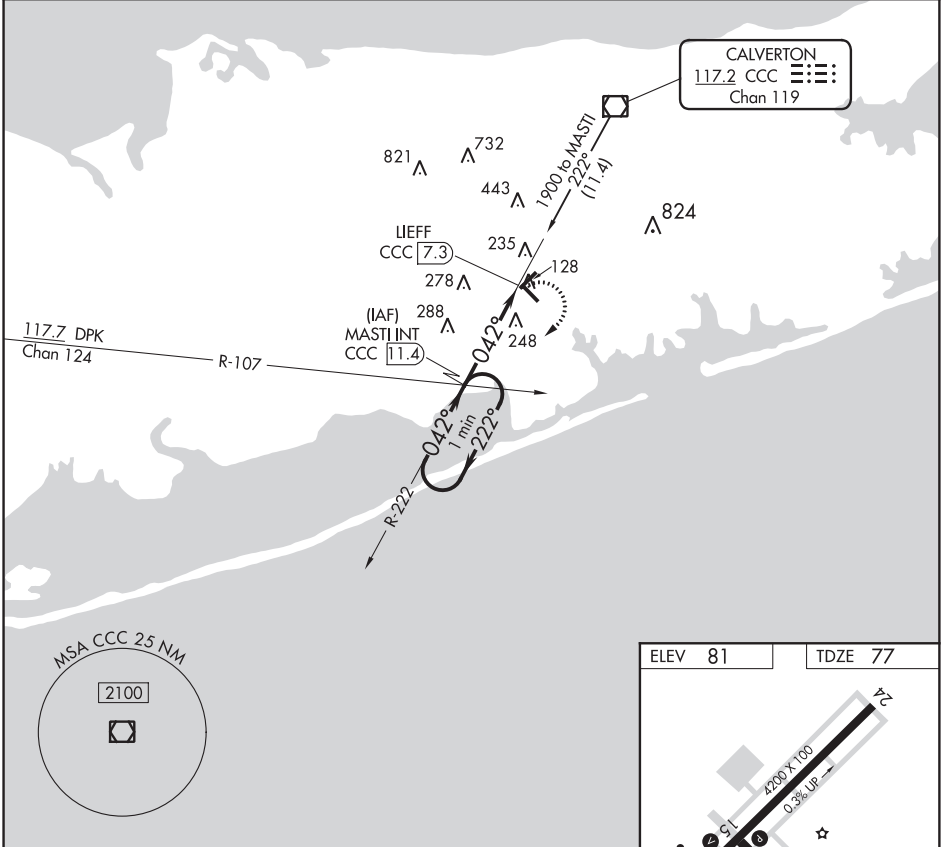 CALVERTON
117.2 CCC
Chan 119
1900 to MASTI
222°
(11.4)
821
732
443
824
LIEFF
CCC 7.3
235
128
278
(IAF)
MASTI INT
CCC 11.4
288
248
042°
117.7 DPK
Chan 124
R-107
042°
1 min
222°
R-222
MSA CCC 25 NM
2100
ELEV 81
TDZE 77
24
4200 X 100
0.3% UP
15
V
P